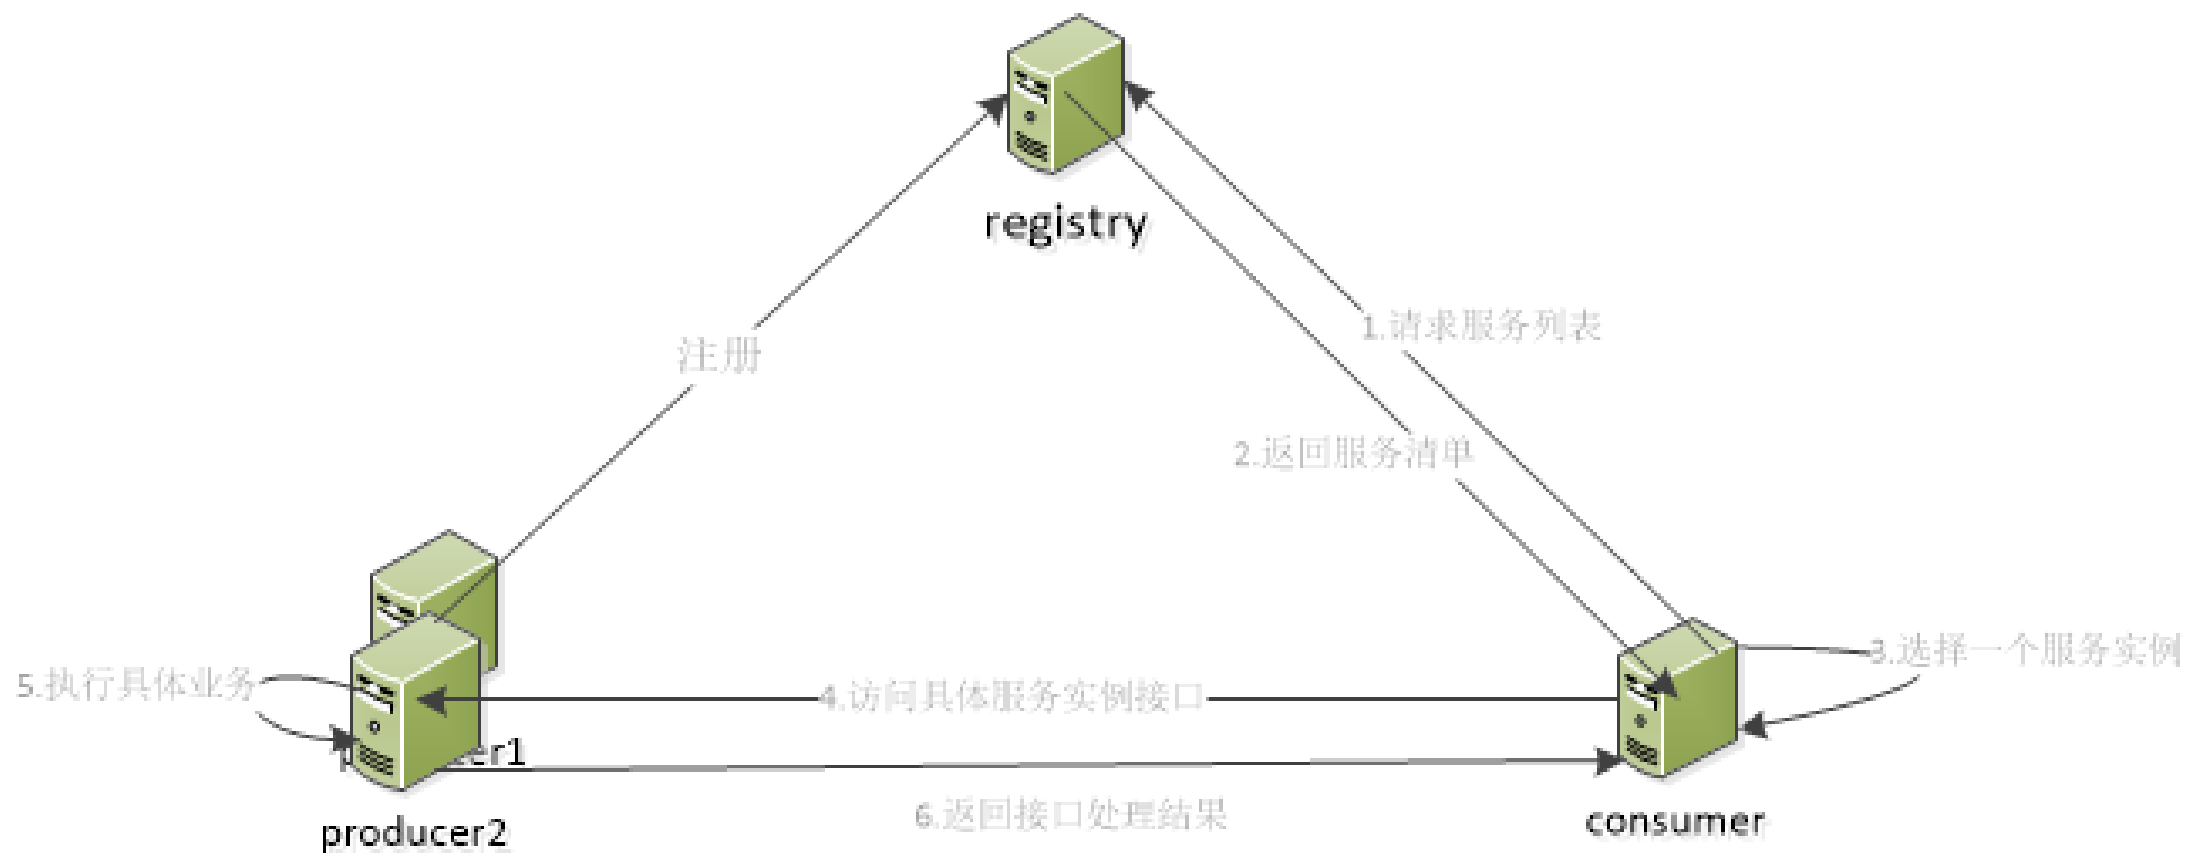 registry
1.请求服务列表
注册
2.返回服务清单
3.选择一个服务实例
5.执行具体业务
4.访问具体服务实例接口
er1
6.返回接口处理结果
producer2
consumer